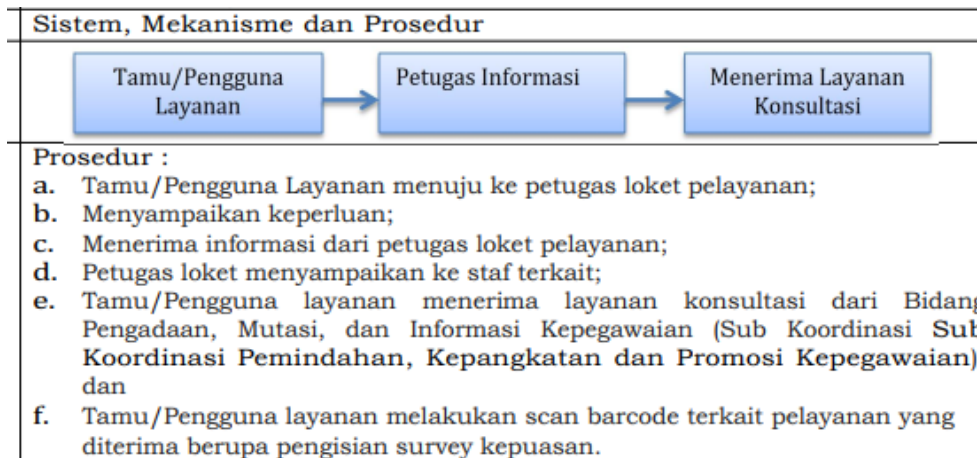 Sistem, Mekanisme dan Prosedur
Tamu/Pengguna
Layanan
Petugas Informasi
Menerima Layanan
Konsultasi
Prosedur :
a. Tamu/Pengguna Layanan menuju ke petugas loket pelayanan;
b. Menyampaikan keperluan;
c. Menerima informasi dari petugas loket pelayanan;
d. Petugas loket menyampaikan ke staf terkait;
e. Tamu/Pengguna layanan menerima layanan konsultasi dari Bidang
Pengadaan, Mutasi, dan Informasi Kepegawaian (Sub Koordinasi Sub
Koordinasi Pemindahan, Kepangkatan dan Promosi Kepegawaian)
dan
f. Tamu/Pengguna layanan melakukan scan barcode terkait pelayanan yang
diterima berupa pengisian survey kepuasan.